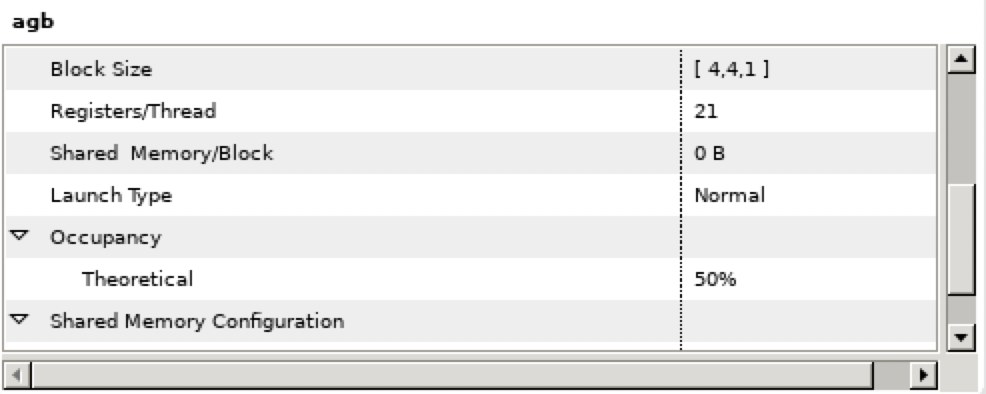 agb
Block Size [ 4,4,1 ]
Registers/Thread 21
Shared  Memory/Block 0 B
Launch Type Normal
Occupancy
Theoretical 50%
Shared Memory Configuration